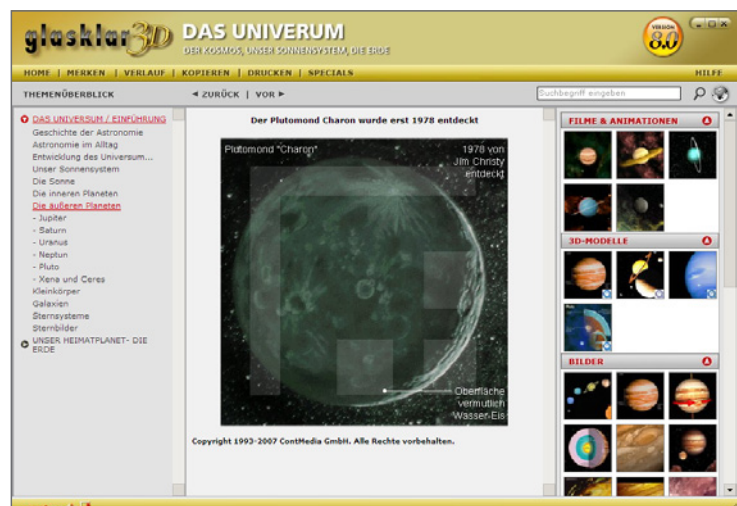 glasklar3D
DAS UNIVERUM
DER KOSMOS, UNSER SONNENSYSTEM, DIE ERDE
VERSION
8.0
HOME | MERKEN | VERLAUF | KOPIEREN | DRUCKEN | SPECIALS
HILFE
THEMENÜBERBLICK
ZURÜCK | VOR
Suchbegriff eingeben
DAS UNIVERSUM / EINFÜHRUNG
Geschichte der Astronomie
Astronomie im Alltag
Entwicklung des Universum...
Unser Sonnensystem
Die Sonne
Die inneren Planeten
Die äußeren Planeten
- Jupiter
- Saturn
- Uranus
- Neptun
- Pluto
- Xena und Ceres
Kleinkörper
Galaxien
Sternsysteme
Sternbilder
UNSER HEIMATPLANET- DIE
ERDE
Der Plutomond Charon wurde erst 1978 entdeckt
Plutomond "Charon"
1978 von
Jim Christy
entdeckt
Oberfläche
vermutlich
Wasser-Eis
Copyright 1993-2007 ContMedia GmbH. Alle Rechte vorbehalten.
FILME & ANIMATIONEN
3D-MODELLE
BILDER